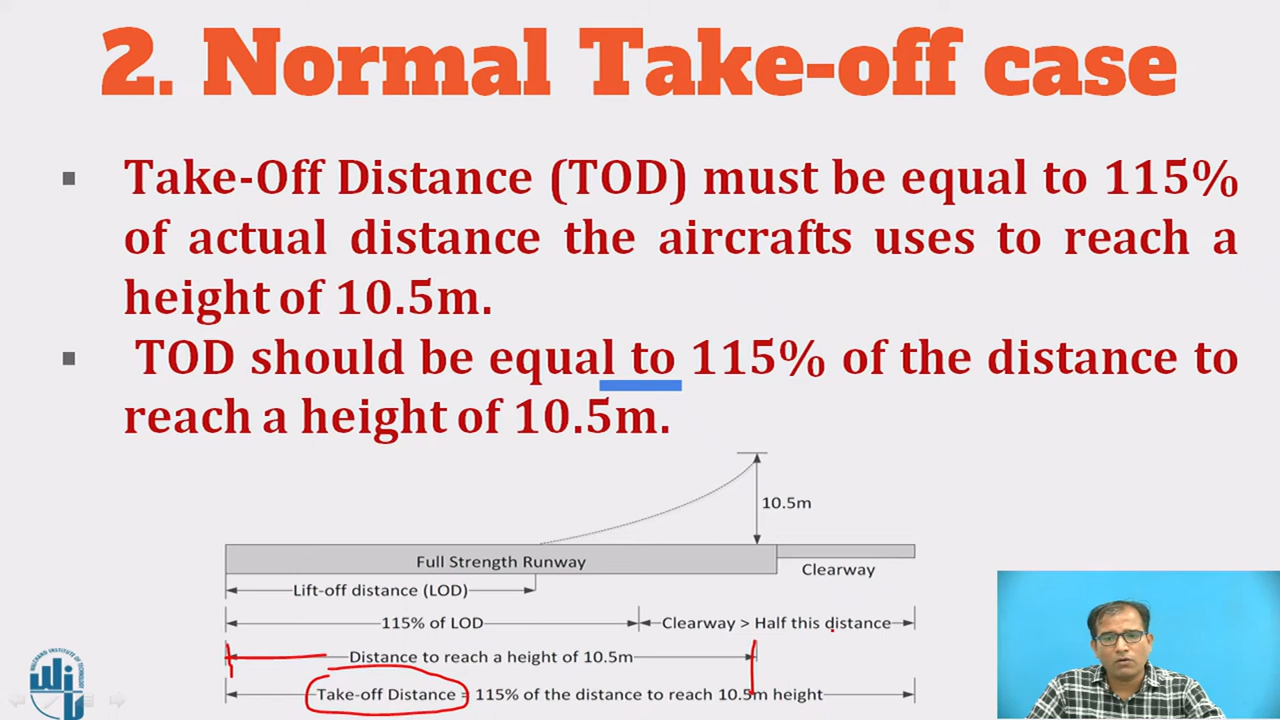 2. Normal Take-off case
▪ Take-Off Distance (TOD) must be equal to 115%
of actual distance the aircrafts uses to reach a
height of 10.5m.
▪ TOD should be equal to 115% of the distance to
reach a height of 10.5m.
10.5m
Full Strength Runway
Clearway
Lift-off distance (LOD)
115% of LOD
Clearway > Half this distance
Distance to reach a height of 10.5m
Take-off Distance = 115% of the distance to reach 10.5m height
WALCHAND INSTITUTE OF TECHNOLOGY